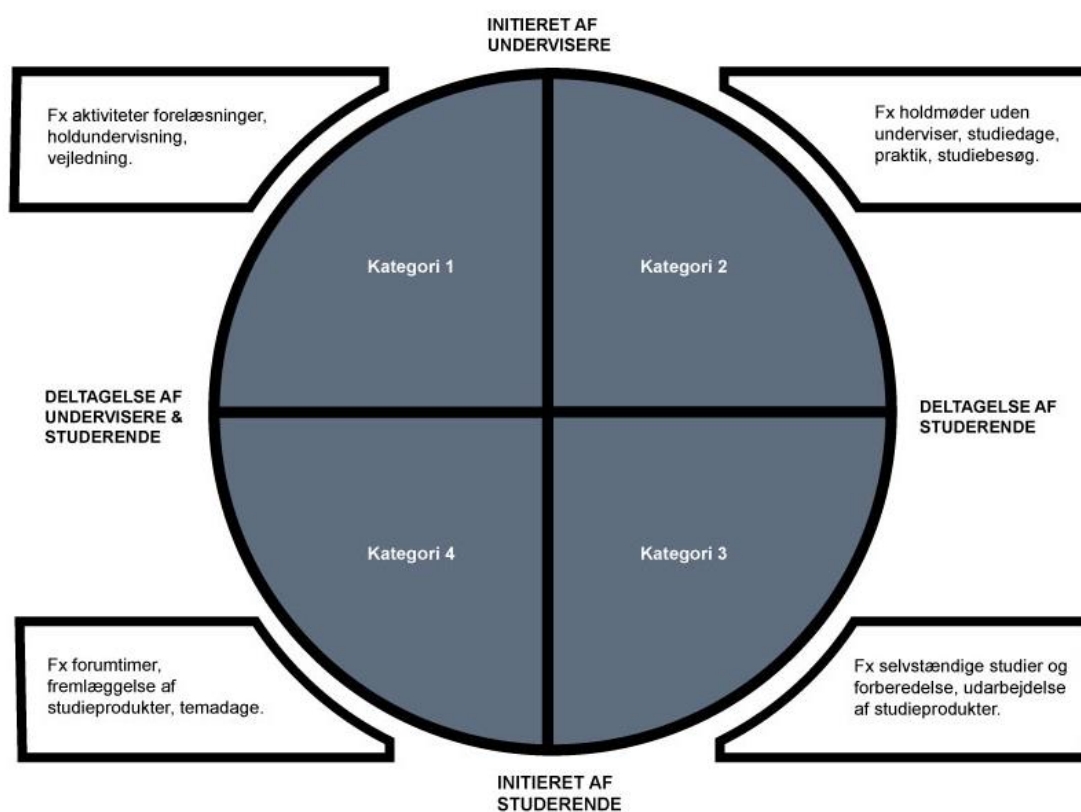 INITIERET AF
UNDERVISERE
Fx aktiviteter forelæsninger,
holdundervisning,
vejledning.
Fx holdmøder uden
underviser, studiedage,
praktik, studiebesøg.
Kategori 1
Kategori 2
DELTAGELSE AF
UNDERVISERE &
STUDERENDE
DELTAGELSE AF
STUDERENDE
Kategori 4
Kategori 3
Fx forumtimer,
fremlæggelse af
studieprodukter, temadage.
Fx selvstændige studier og
forberedelse, udarbejdelse
af studieprodukter.
INITIERET AF
STUDERENDE